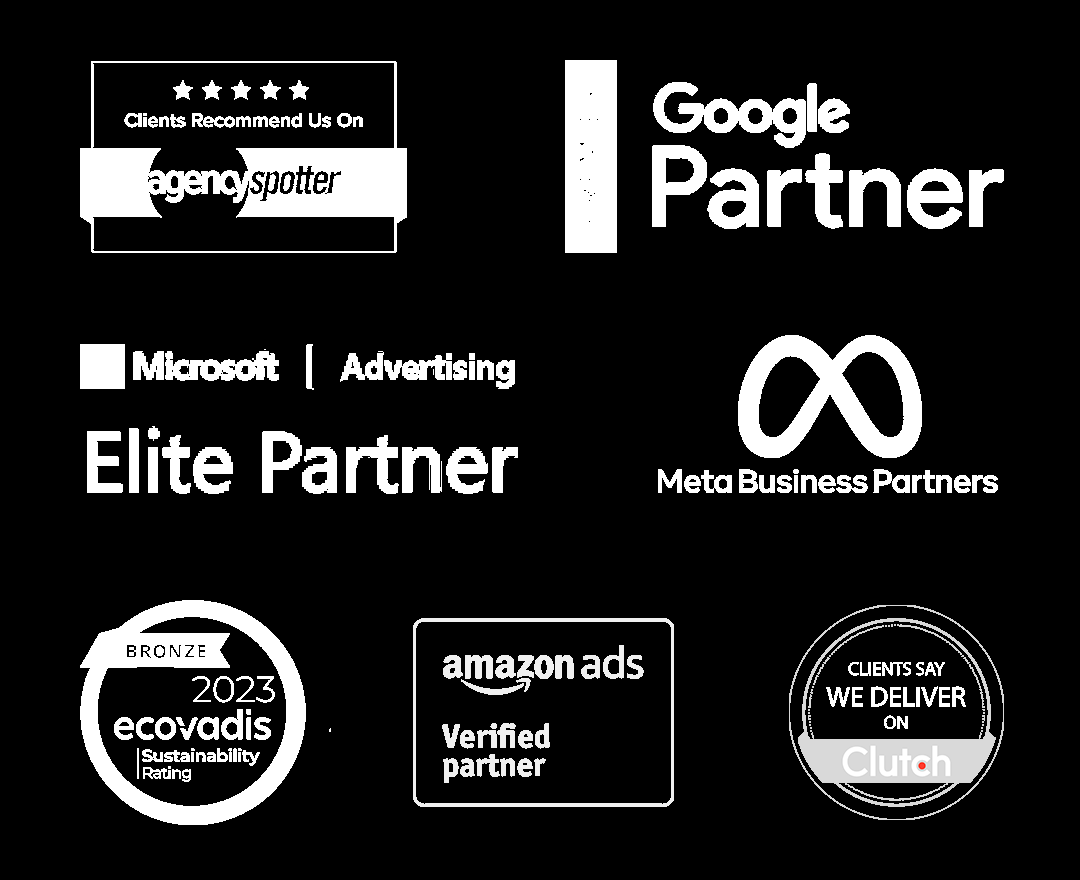 Clients Recommend Us On
agencyspotter
Google
Partner
Microsoft | Advertising
Elite Partner
Meta Business Partners
BRONZE
2023
ecovadis
Sustainability
Rating
amazon ads
Verified
partner
CLIENTS SAY
WE DELIVER
ON
Clutch